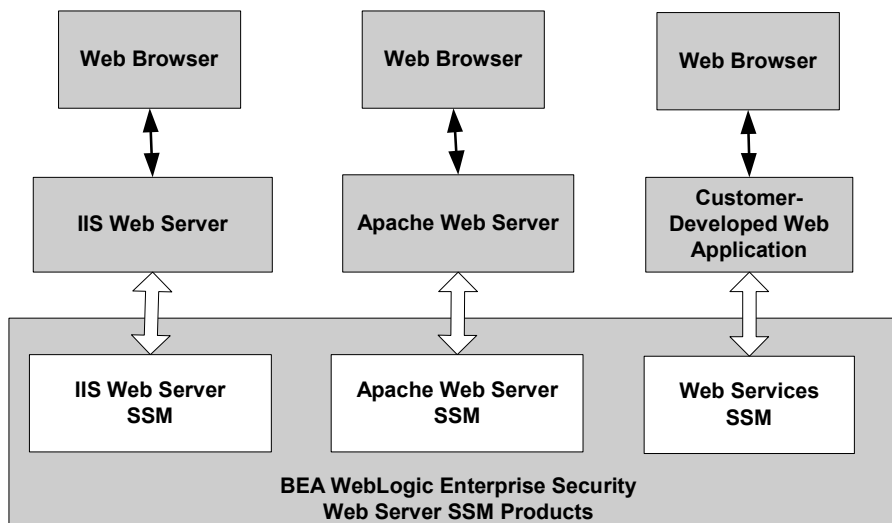 Web Browser
Web Browser
Web Browser
IIS Web Server
Apache Web Server
Customer-
Developed Web
Application
IIS Web Server
SSM
Apache Web Server
SSM
Web Services
SSM
BEA WebLogic Enterprise Security
Web Server SSM Products